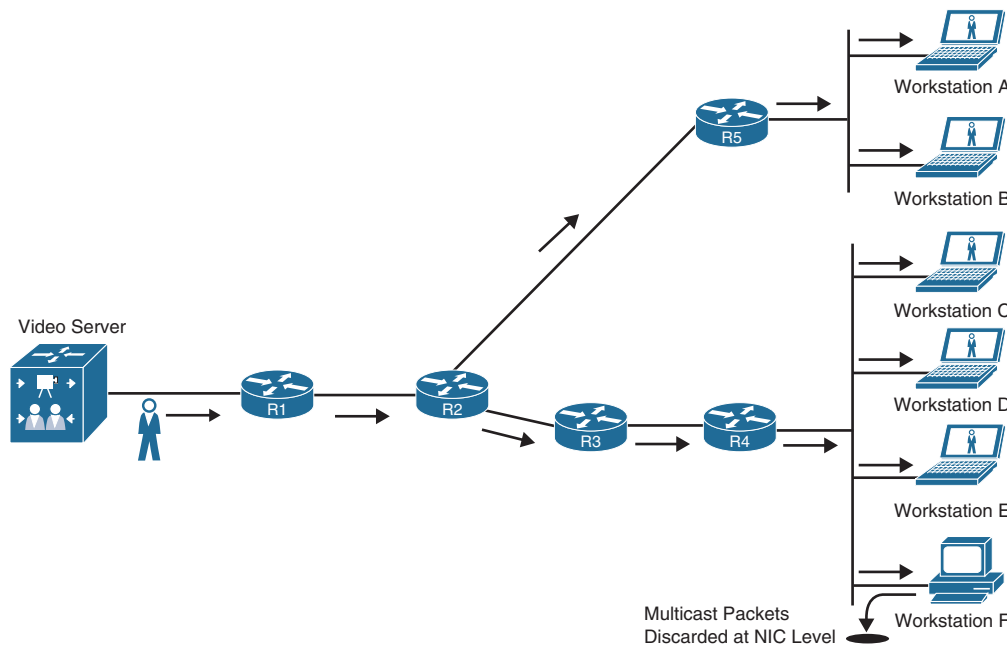 Workstation A
R5
Workstation B
Workstation C
Video Server
R1
R2
Workstation D
R3
R4
Workstation E
Multicast Packets
Discarded at NIC Level
Workstation F